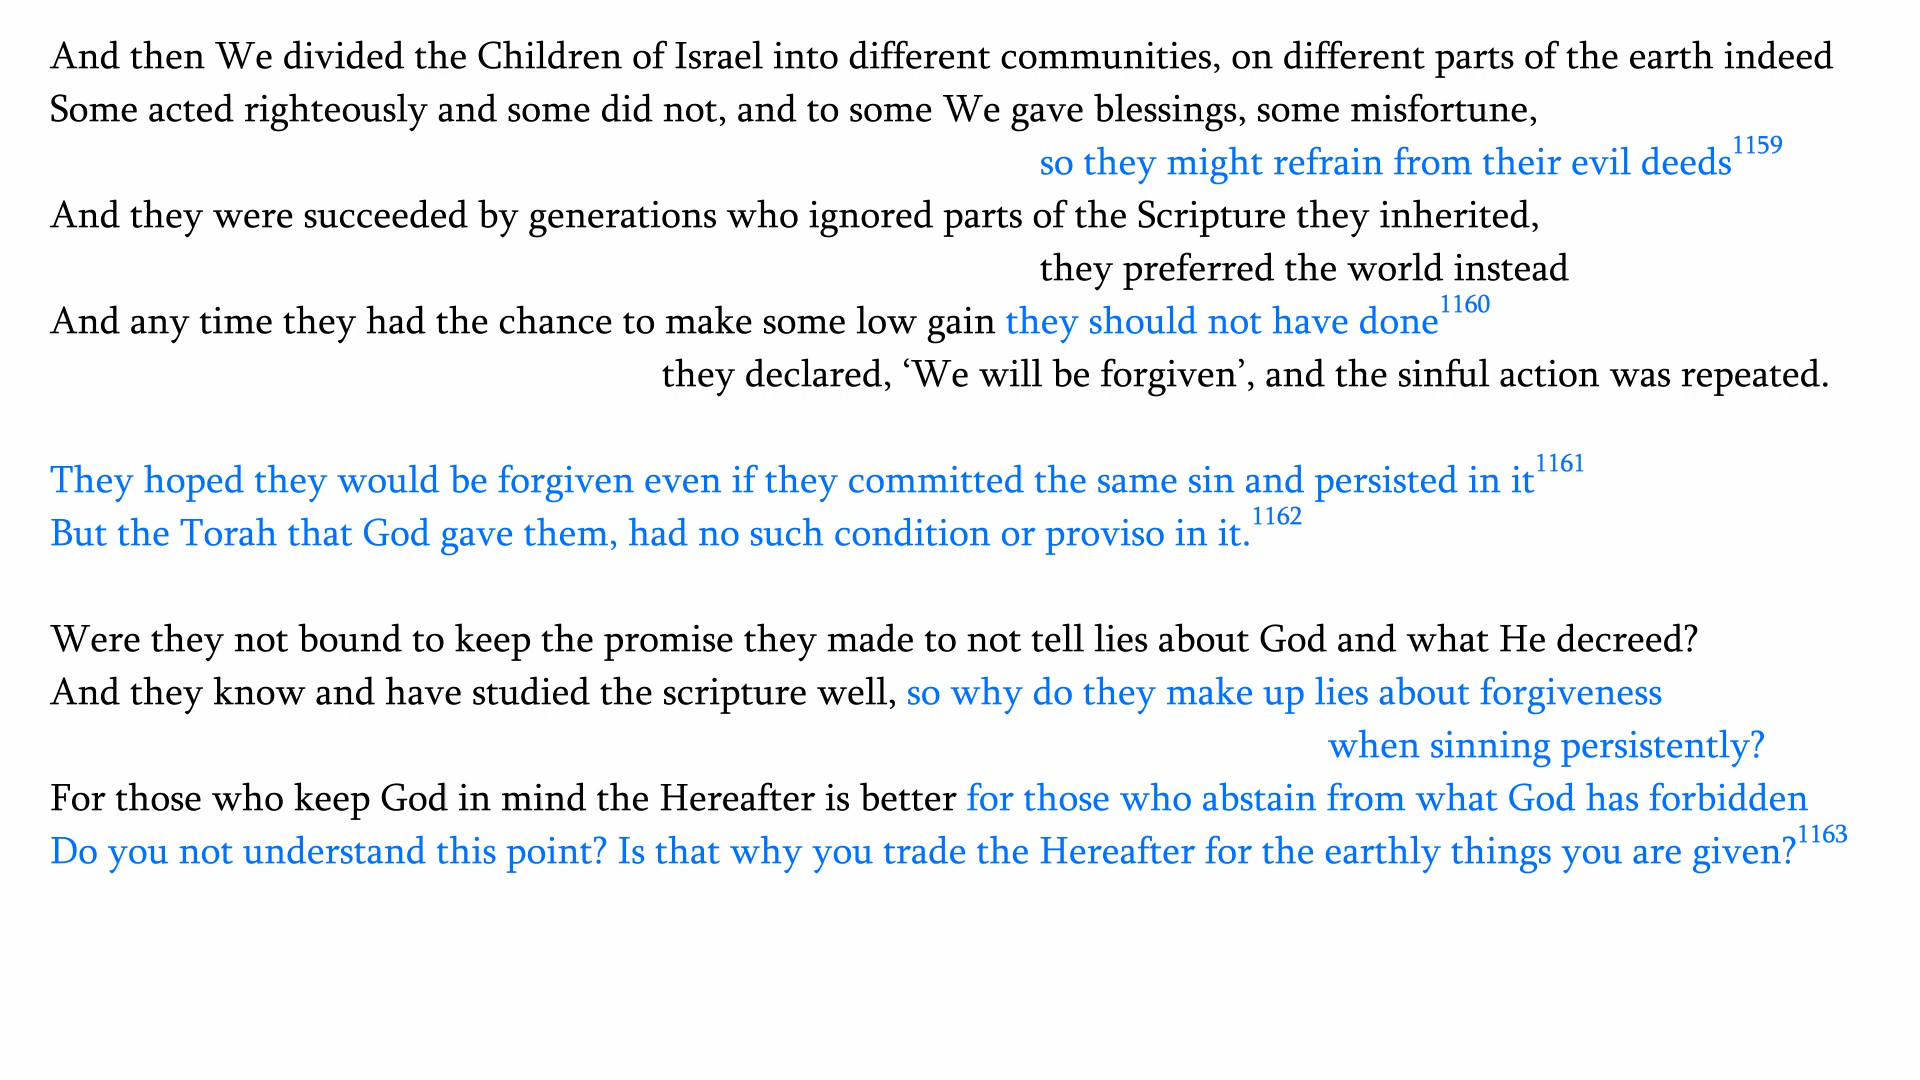 And then We divided the Children of Israel into different communities, on different parts of the earth indeed
Some acted righteously and some did not, and to some We gave blessings, some misfortune,
so they might refrain from their evil deeds1159
And they were succeeded by generations who ignored parts of the Scripture they inherited,
they preferred the world instead
And any time they had the chance to make some low gain they should not have done1160
they declared, ‘We will be forgiven’, and the sinful action was repeated.
They hoped they would be forgiven even if they committed the same sin and persisted in it1161
But the Torah that God gave them, had no such condition or proviso in it.1162
Were they not bound to keep the promise they made to not tell lies about God and what He decreed?
And they know and have studied the scripture well, so why do they make up lies about forgiveness
when sinning persistently?
For those who keep God in mind the Hereafter is better for those who abstain from what God has forbidden
Do you not understand this point? Is that why you trade the Hereafter for the earthly things you are given?1163